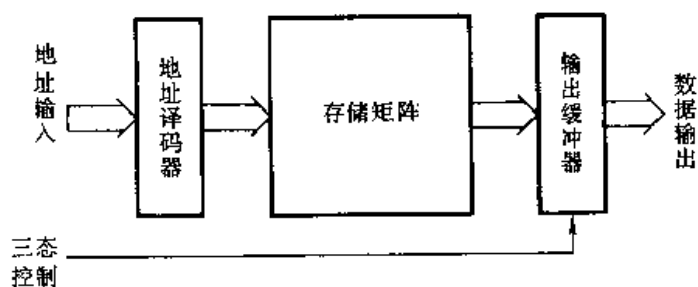 地址输入
地址译码器
存储矩阵
输出缓冲器
数据输出
三态
控制